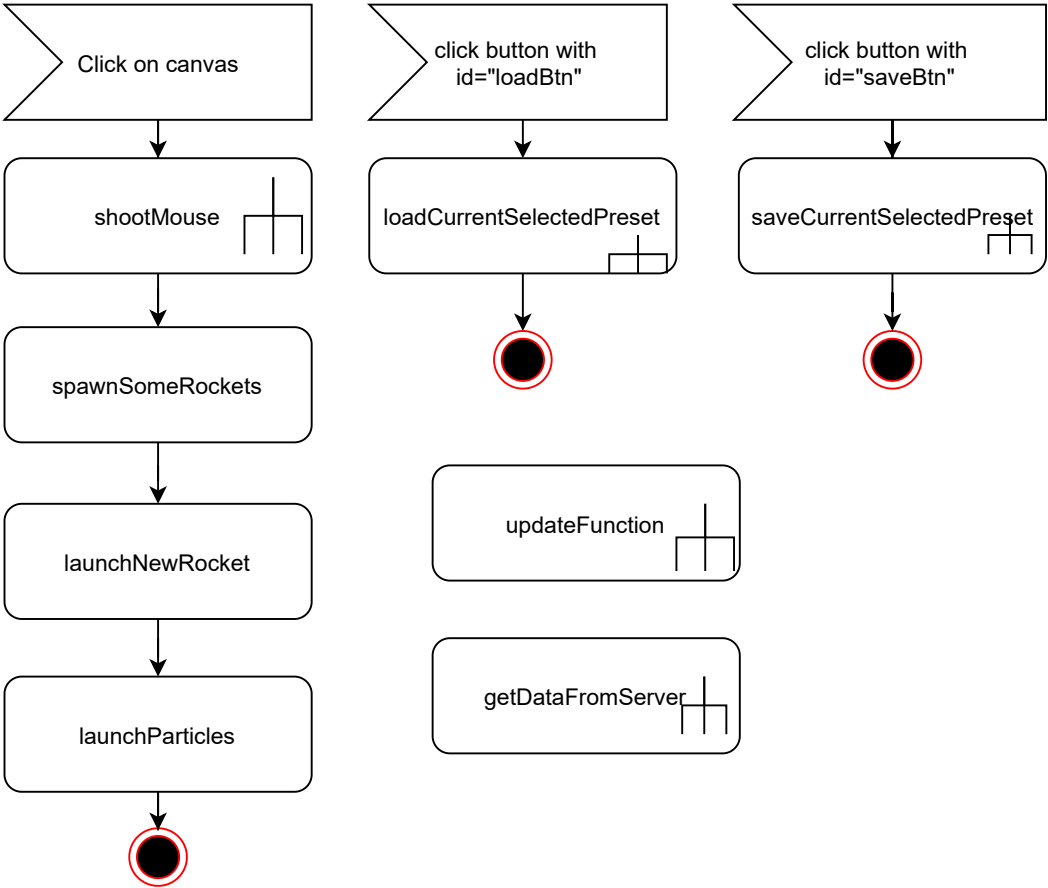 Click on canvas
click button with
id="loadBtn"
click button with
id="saveBtn"
shootMouse
loadCurrentSelectedPreset
saveCurrentSelectedPreset
spawnSomeRockets
updateFunction
launchNewRocket
getDataFromServer
launchParticles